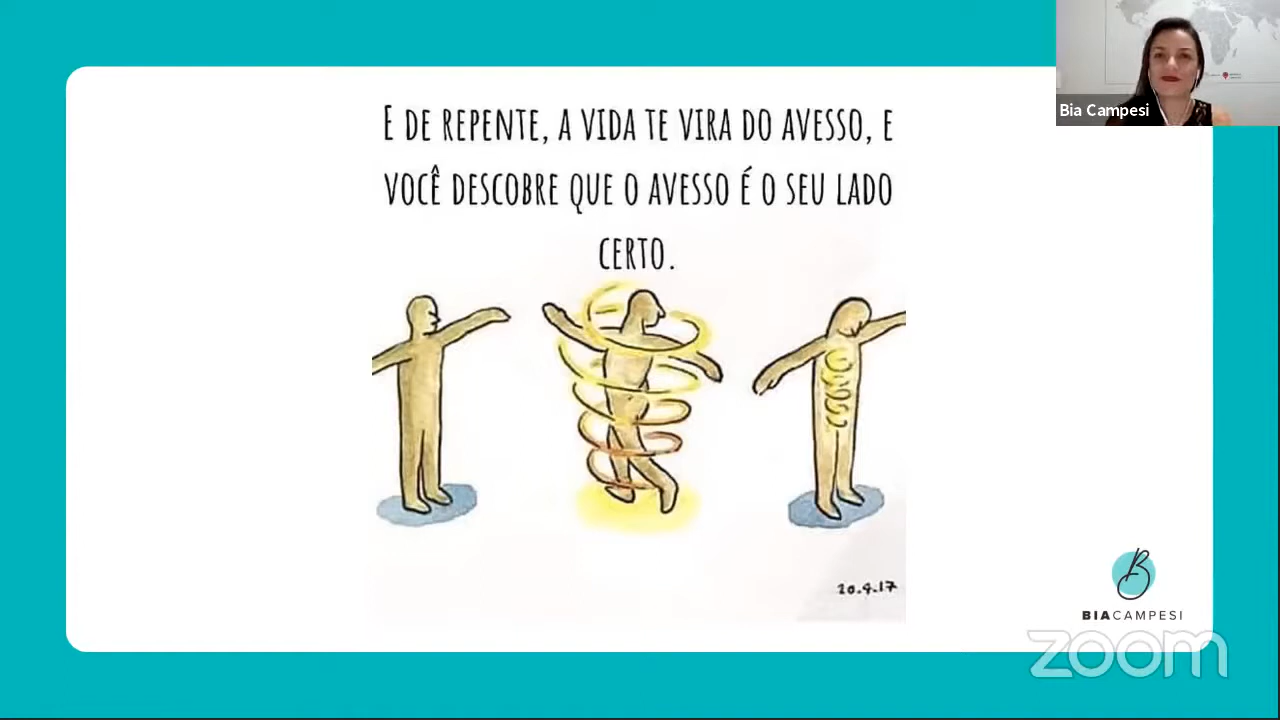 E DE REPENTE, A VIDA TE VIRA DO AVESSO, E
VOCÊ DESCOBRE QUE O AVESSO É O SEU LADO
CERTO.
Bia Campesi
20.4.17
B
BIACAMPESI
zoom